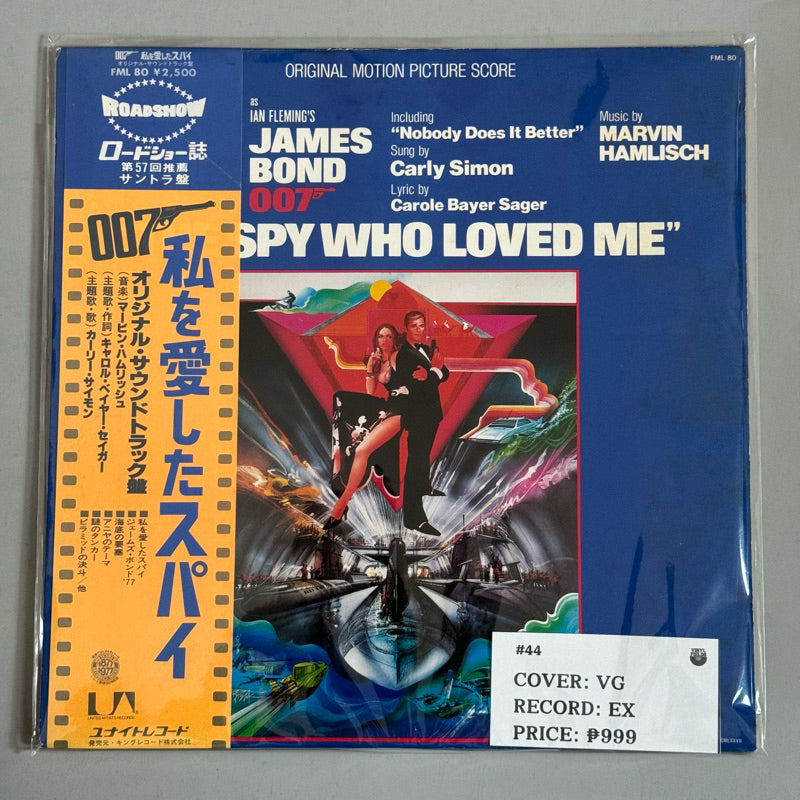 007 私を愛したスパイ
オリジナル・サウンドトラック盤
FML 80 ¥2,500
ROADSHOW
ロードショー誌
第57回推薦
サントラ盤
007
私を愛したスパイ
オリジナル・サウンドトラック盤
(音楽)マービン・ハムリッシュ
(主題歌・作詞)キャロル・ベイヤー・セイガー
(主題歌・歌)カーリー・サイモン
■私を愛したスパイ
■ジェームズ・ボンド'77
■海底の要塞
■アニヤのテーマ
■謎のタンカー
■ピラミッドの決斗/他
1877
1977
UA
UNITED ARTISTS RECORDS
ユナイトレコード
発売元・キングレコード株式会社
FML 80
ORIGINAL MOTION PICTURE SCORE
as
IAN FLEMING'S
JAMES
BOND
007
Including
"Nobody Does It Better"
Sung by
Carly Simon
Lyric by
Carole Bayer Sager
Music by
MARVIN
HAMLISCH
SPY WHO LOVED ME"
#44
COVER: VG
RECORD: EX
PRICE: ₱999